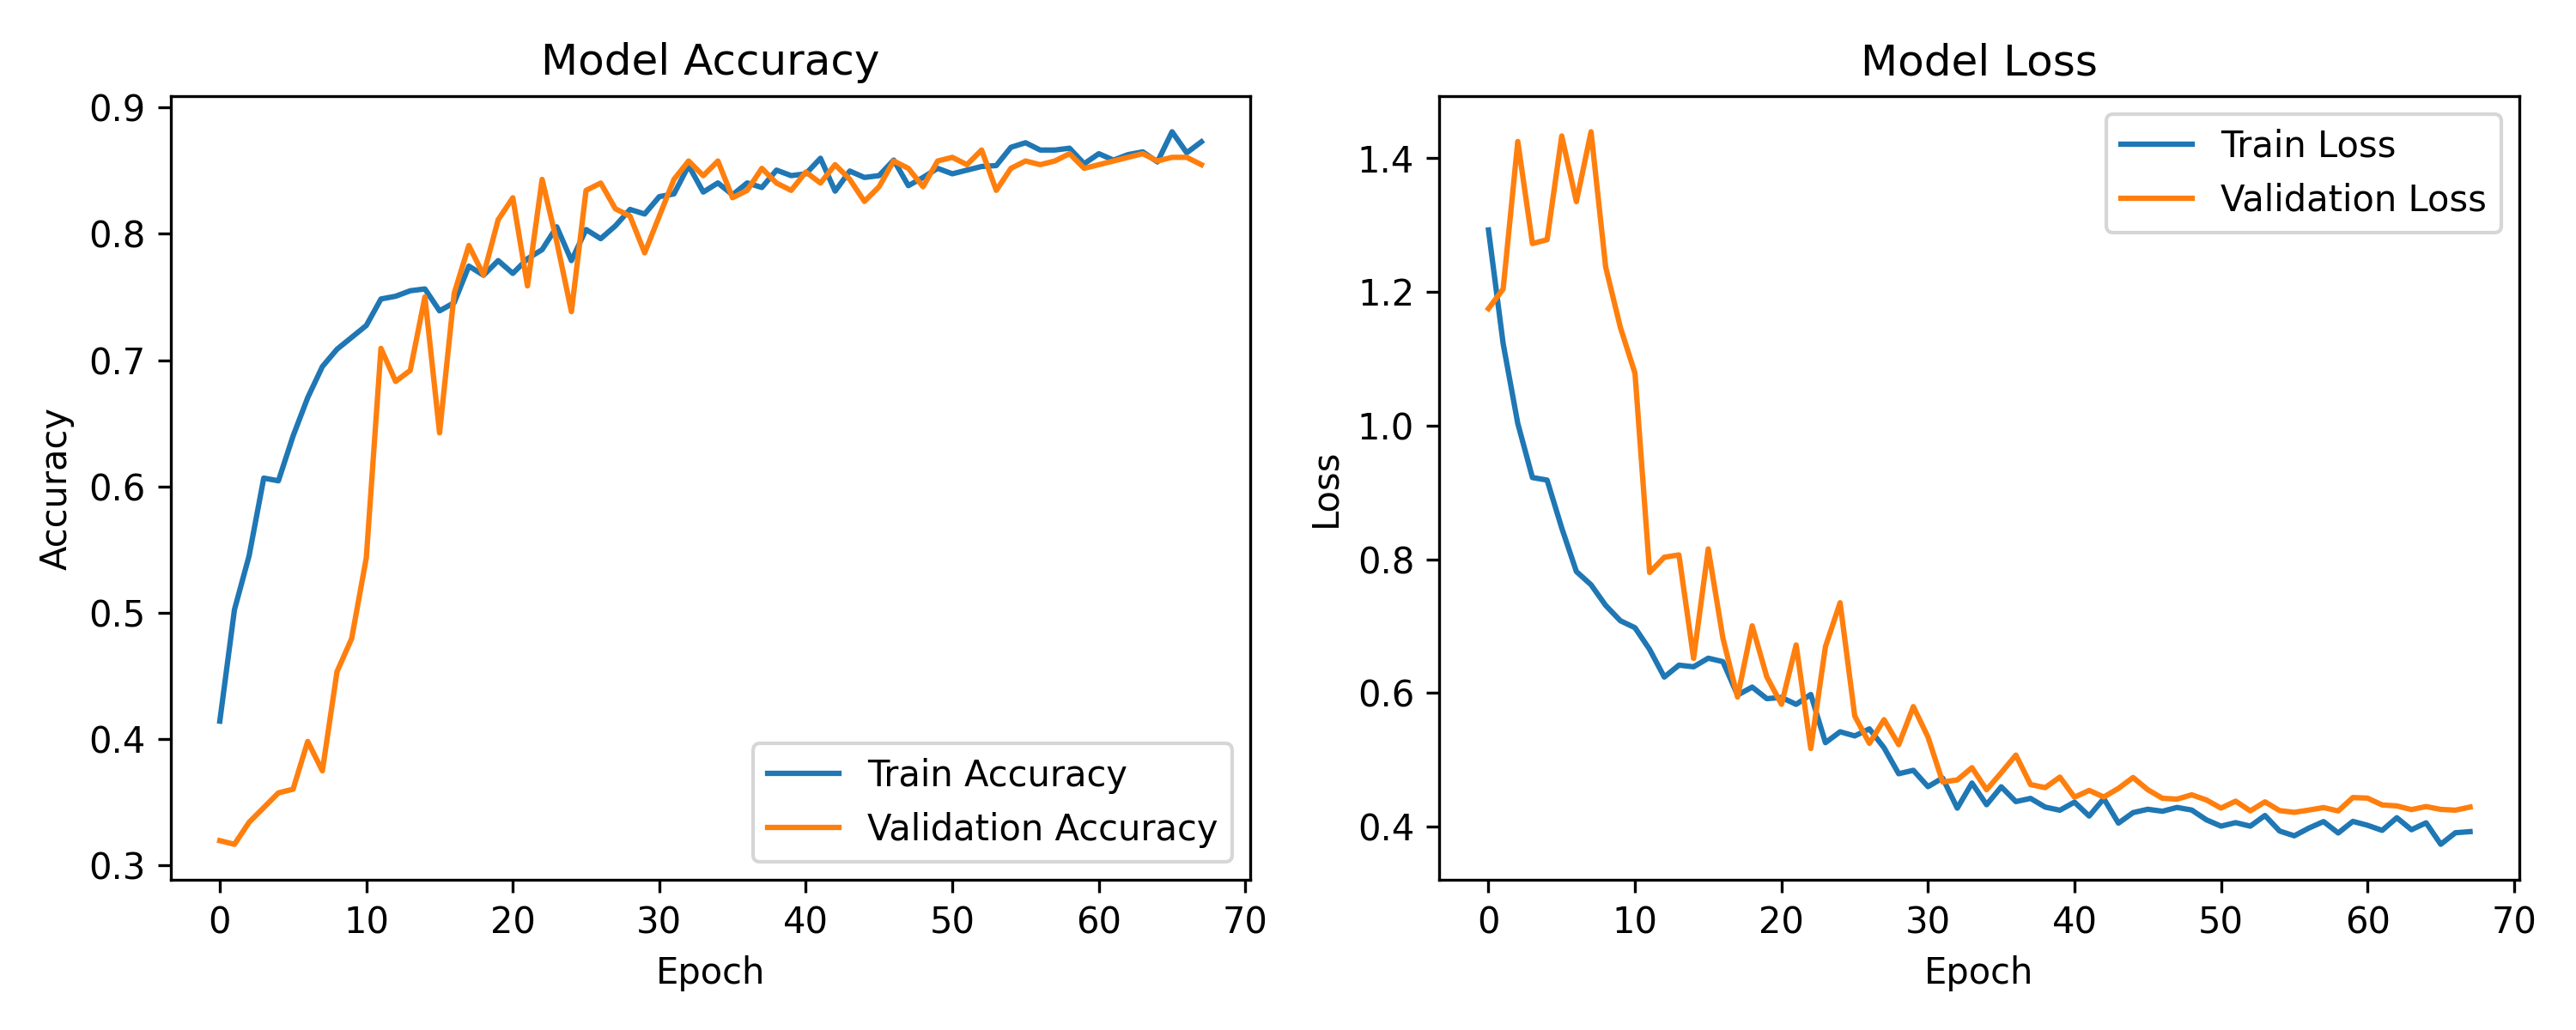 Model Accuracy
0.9
0.8
0.7
0.6
0.5
0.4
0.3
Accuracy
Train Accuracy
Validation Accuracy
0 10 20 30 40 50 60 70
Epoch
Model Loss
1.4
1.2
1.0
0.8
0.6
0.4
Loss
Train Loss
Validation Loss
0 10 20 30 40 50 60 70
Epoch